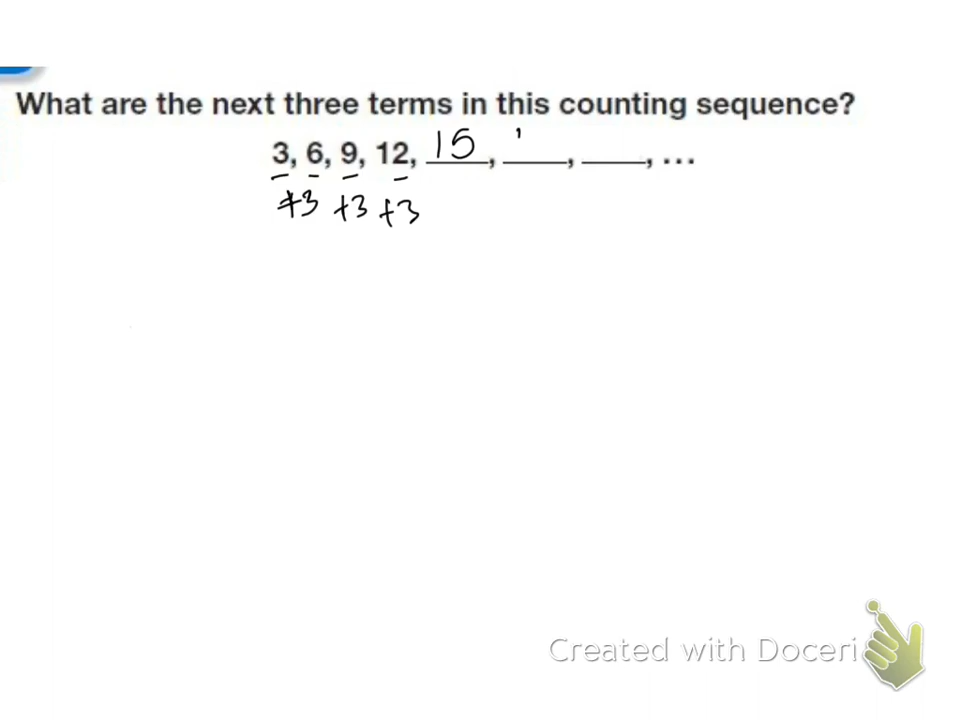 What are the next three terms in this counting sequence?
3, 6, 9, 12, 15, ___, ___, ...
+3 +3 +3
Created with Doceri